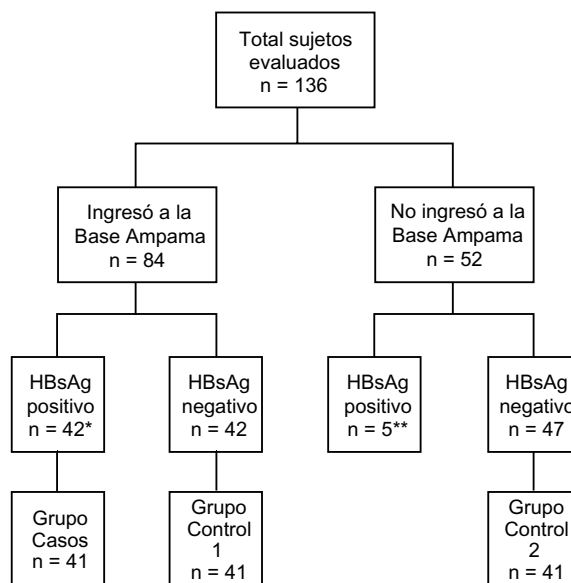 Total sujetos
evaluados
n = 136
Ingresó a la
Base Ampama
n = 84
No ingresó a la
Base Ampama
n = 52
HBsAg
positivo
n = 42*
HBsAg
negativo
n = 42
HBsAg
positivo
n = 5**
HBsAg
negativo
n = 47
Grupo
Casos
n = 41
Grupo
Control
1
n = 41
Grupo
Control
2
n = 41